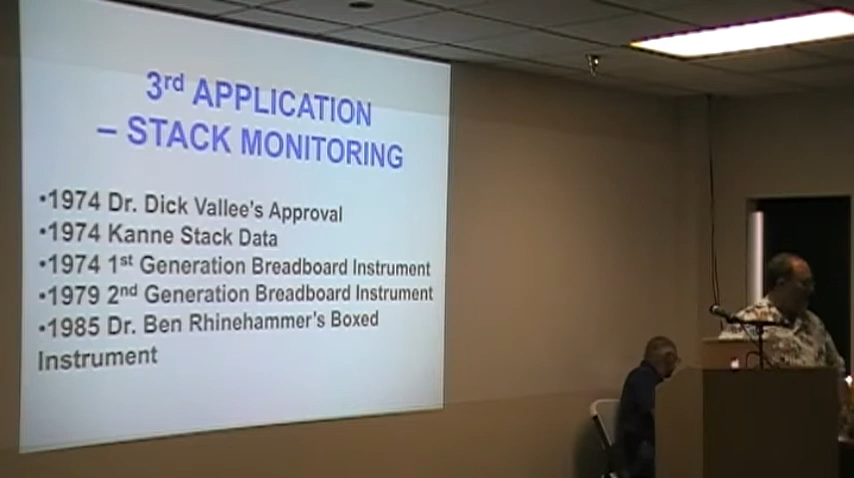 3rd APPLICATION
– STACK MONITORING
•1974 Dr. Dick Vallee's Approval
•1974 Kanne Stack Data
•1974 1st Generation Breadboard Instrument
•1979 2nd Generation Breadboard Instrument
•1985 Dr. Ben Rhinehammer's Boxed
Instrument